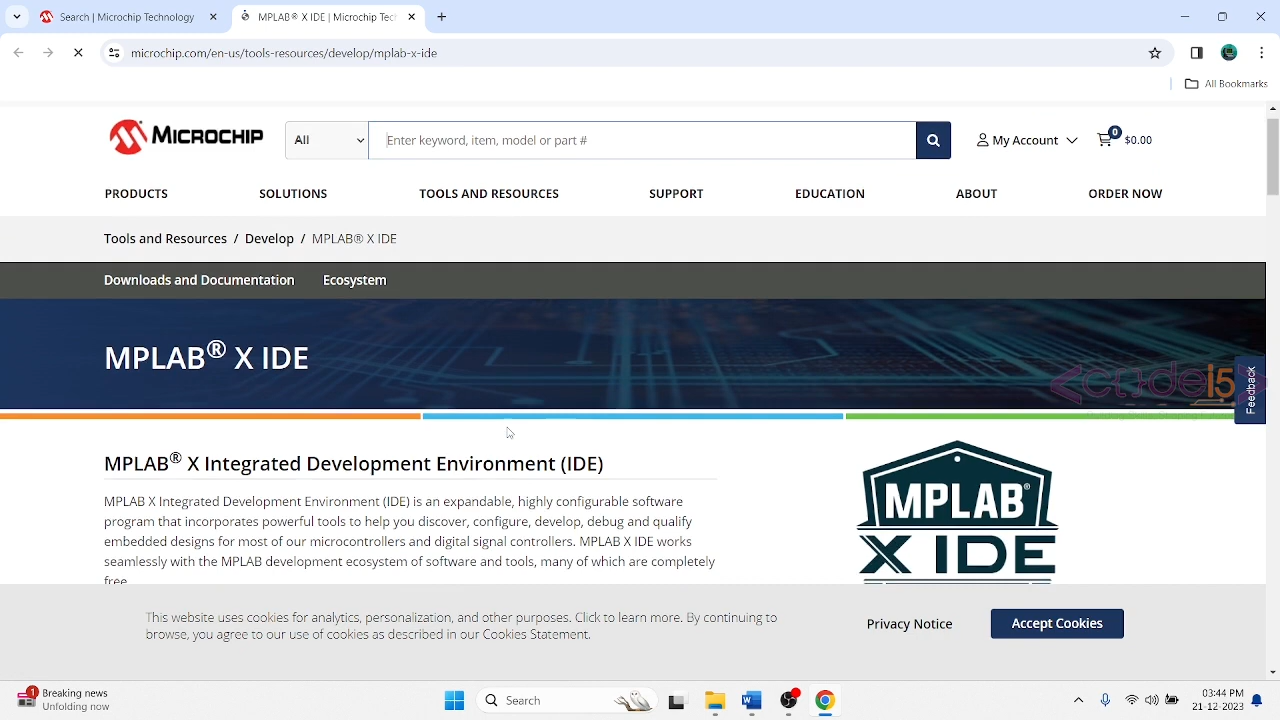 Search | Microchip Technology
MPLAB® X IDE | Microchip Tec
microchip.com/en-us/tools-resources/develop/mplab-x-ide
All Bookmarks
MICROCHIP
All
Enter keyword, item, model or part #
My Account
0
$0.00
PRODUCTS
SOLUTIONS
TOOLS AND RESOURCES
SUPPORT
EDUCATION
ABOUT
ORDER NOW
Tools and Resources / Develop / MPLAB® X IDE
Downloads and Documentation
Ecosystem
MPLAB® X IDE
Feedback
MPLAB® X Integrated Development Environment (IDE)
MPLAB X Integrated Development Environment (IDE) is an expandable, highly configurable software
program that incorporates powerful tools to help you discover, configure, develop, debug and qualify
embedded designs for most of our microcontrollers and digital signal controllers. MPLAB X IDE works
seamlessly with the MPLAB development ecosystem of software and tools, many of which are completely
free.
MPLAB®
X IDE
This website uses cookies for analytics, personalization, and other purposes. Click to learn more. By continuing to
browse, you agree to our use of cookies as described in our Cookies Statement.
Privacy Notice
Accept Cookies
1
Breaking news
Unfolding now
Search
03:44 PM
21-12-2023